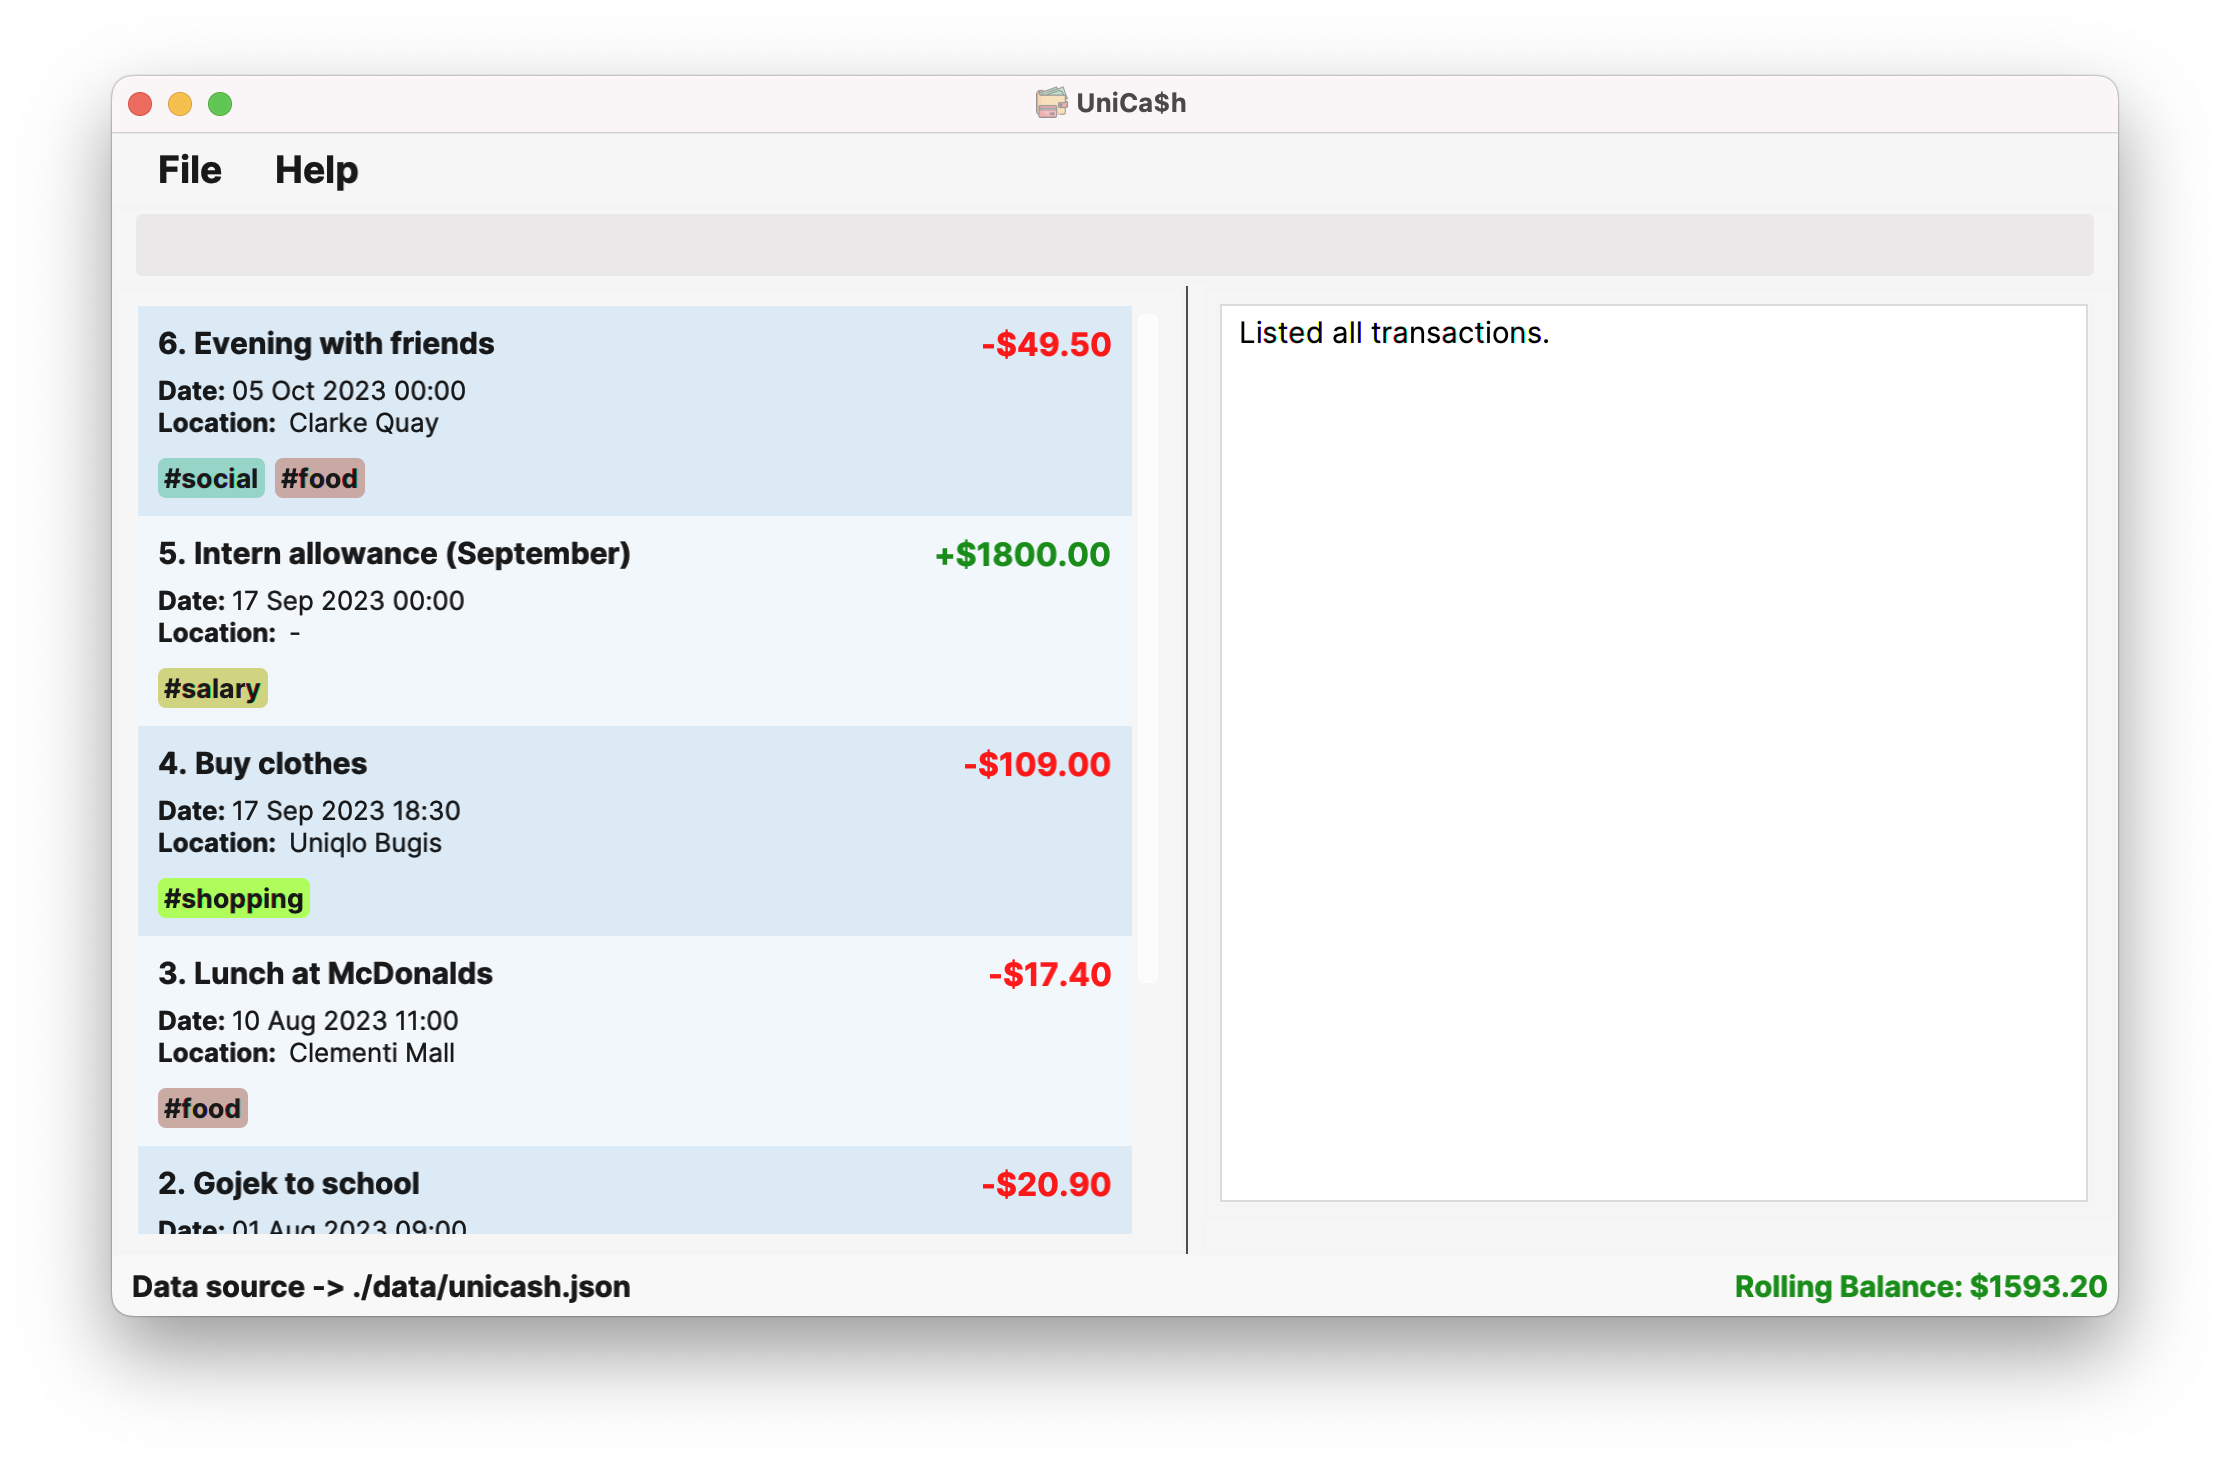 UniCa$h
File Help
6. Evening with friends -$49.50
Date: 05 Oct 2023 00:00
Location: Clarke Quay
#social #food
5. Intern allowance (September) +$1800.00
Date: 17 Sep 2023 00:00
Location: -
#salary
4. Buy clothes -$109.00
Date: 17 Sep 2023 18:30
Location: Uniqlo Bugis
#shopping
3. Lunch at McDonalds -$17.40
Date: 10 Aug 2023 11:00
Location: Clementi Mall
#food
2. Gojek to school -$20.90
Date: 01 Aug 2023 09:00
Listed all transactions.
Data source -> ./data/unicash.json
Rolling Balance: $1593.20